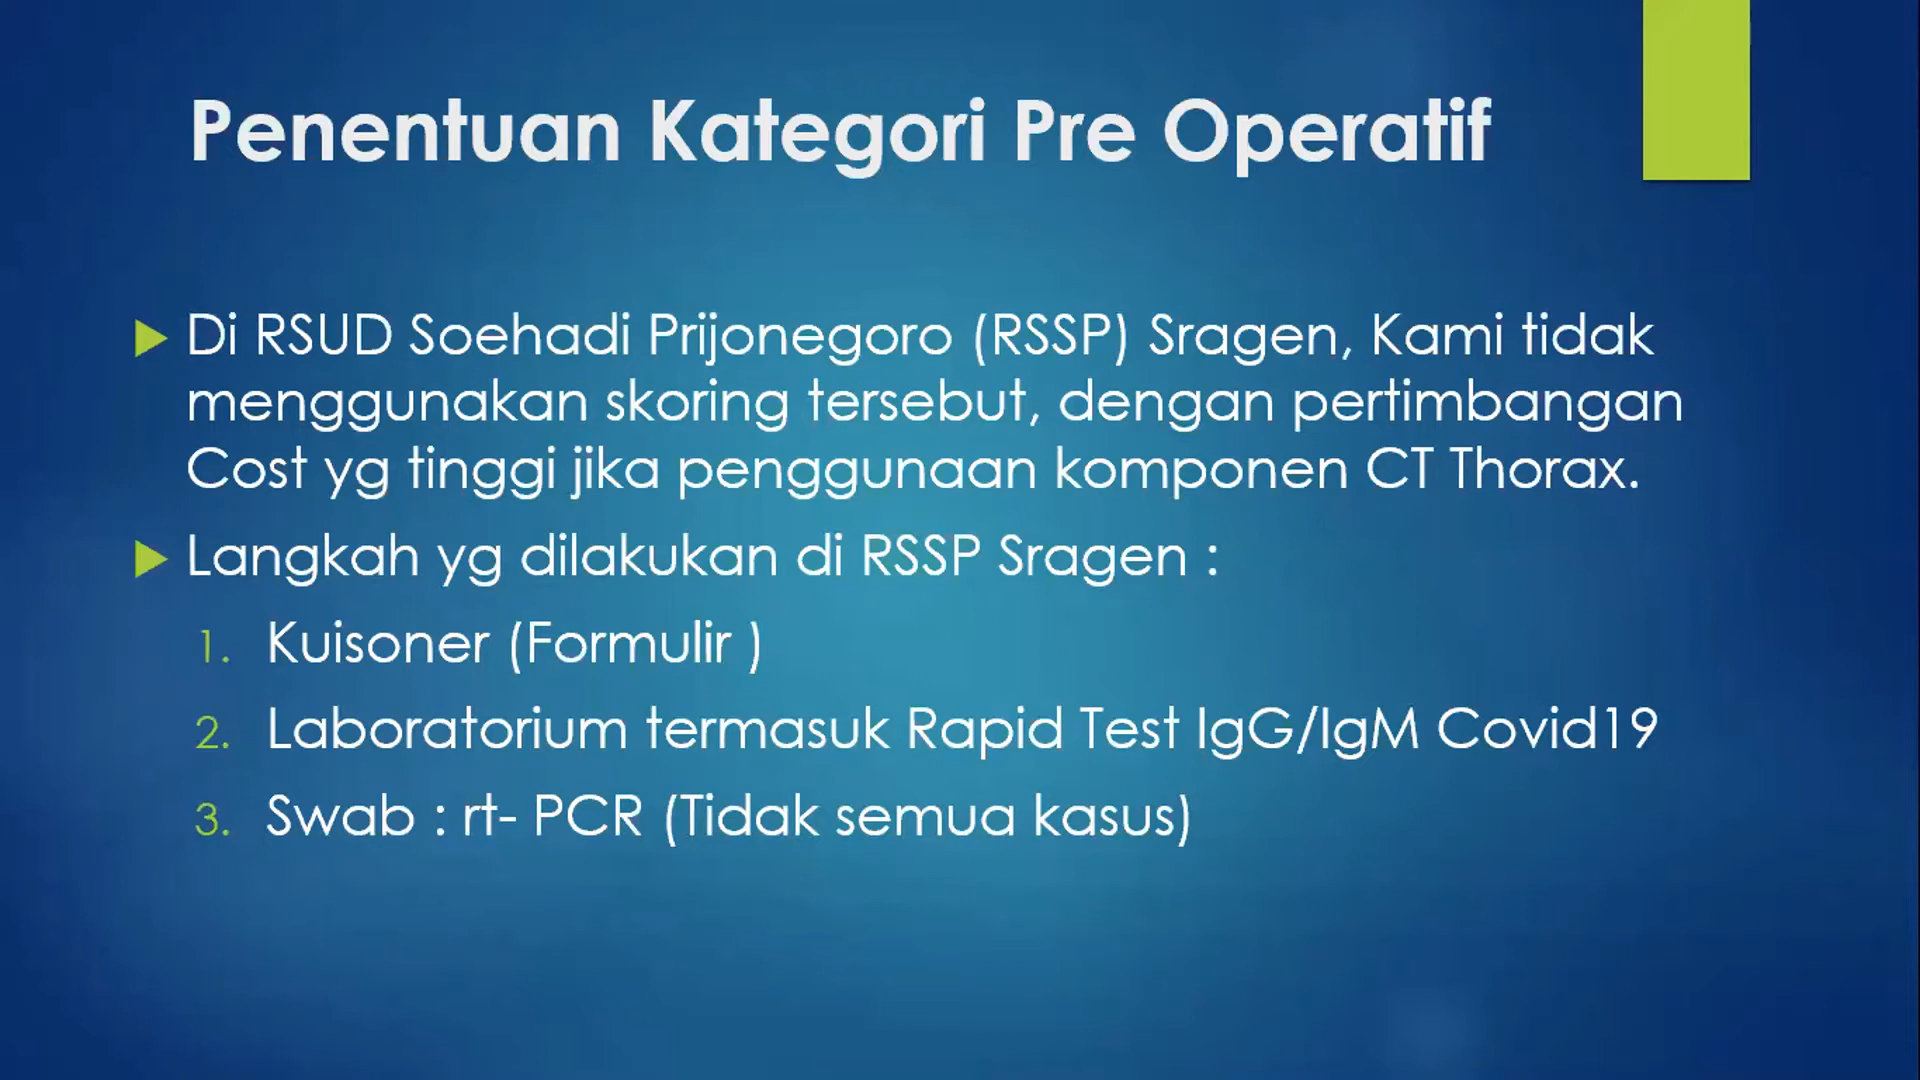 Penentuan Kategori Pre Operatif
Di RSUD Soehadi Prijonegoro (RSSP) Sragen, Kami tidak
menggunakan skoring tersebut, dengan pertimbangan
Cost yg tinggi jika penggunaan komponen CT Thorax.
Langkah yg dilakukan di RSSP Sragen :
1. Kuisoner (Formulir )
2. Laboratorium termasuk Rapid Test IgG/IgM Covid19
3. Swab : rt- PCR (Tidak semua kasus)